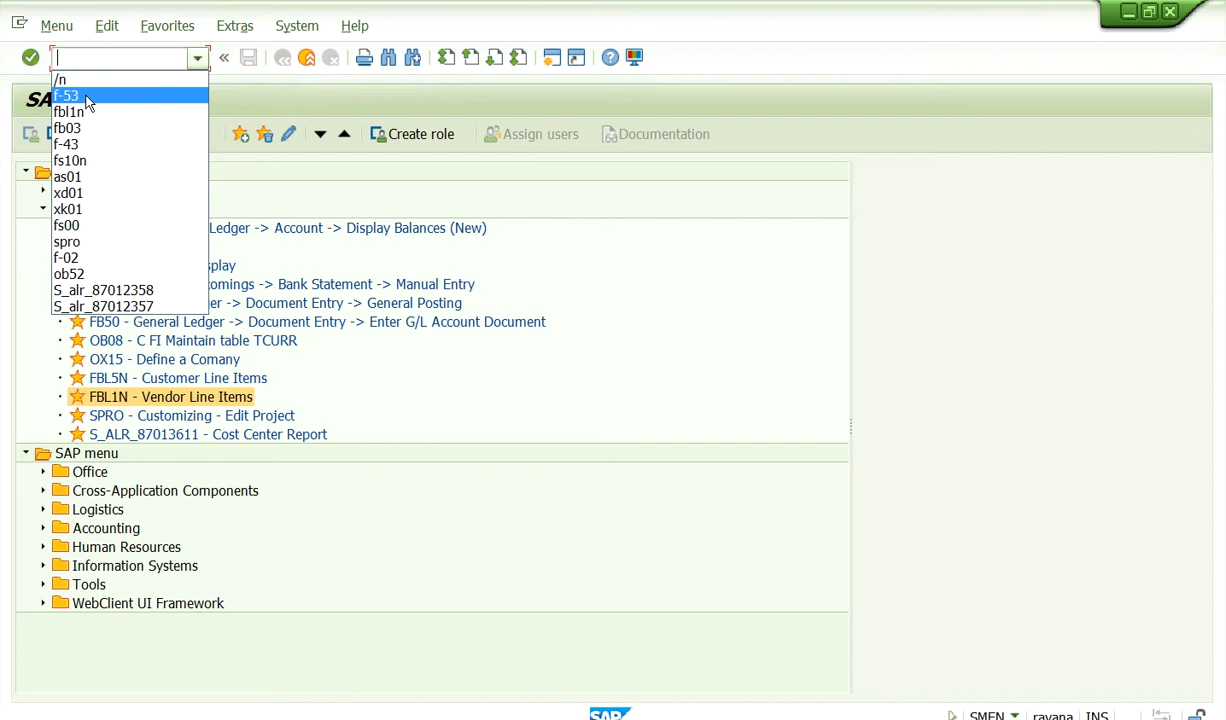 Menu Edit Favorites Extras System Help
/n
f-53
fbl1n
fb03
f-43
fs10n
as01
xd01
xk01
fs00
spro
f-02
ob52
S_alr_87012358
S_alr_87012357
SA
Create role Assign users Documentation
Ledger -> Account -> Display Balances (New)
splay
comings -> Bank Statement -> Manual Entry
er -> Document Entry -> General Posting
FB50 - General Ledger -> Document Entry -> Enter G/L Account Document
OB08 - C FI Maintain table TCURR
OX15 - Define a Comany
FBL5N - Customer Line Items
FBL1N - Vendor Line Items
SPRO - Customizing - Edit Project
S_ALR_87013611 - Cost Center Report
SAP menu
Office
Cross-Application Components
Logistics
Accounting
Human Resources
Information Systems
Tools
WebClient UI Framework
SAP SMEN rayana INS